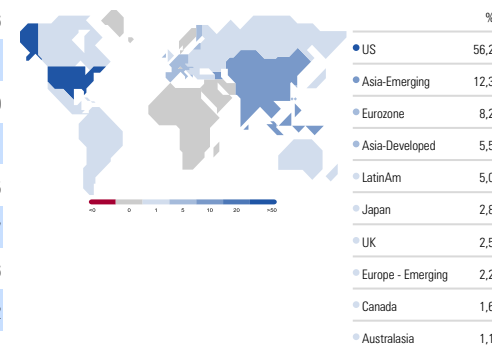 %
US 56,2
Asia-Emerging 12,3
Eurozone 8,2
Asia-Developed 5,5
LatinAm 5,0
Japan 2,8
UK 2,5
Europe - Emerging 2,2
Canada 1,6
Australasia 1,1
<0 0 1 5 10 20 >50